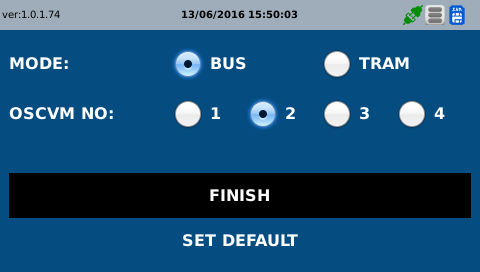 ver:1.0.1.74 13/06/2016 15:50:03
MODE: BUS TRAM
OSCVM NO: 1 2 3 4
FINISH
SET DEFAULT